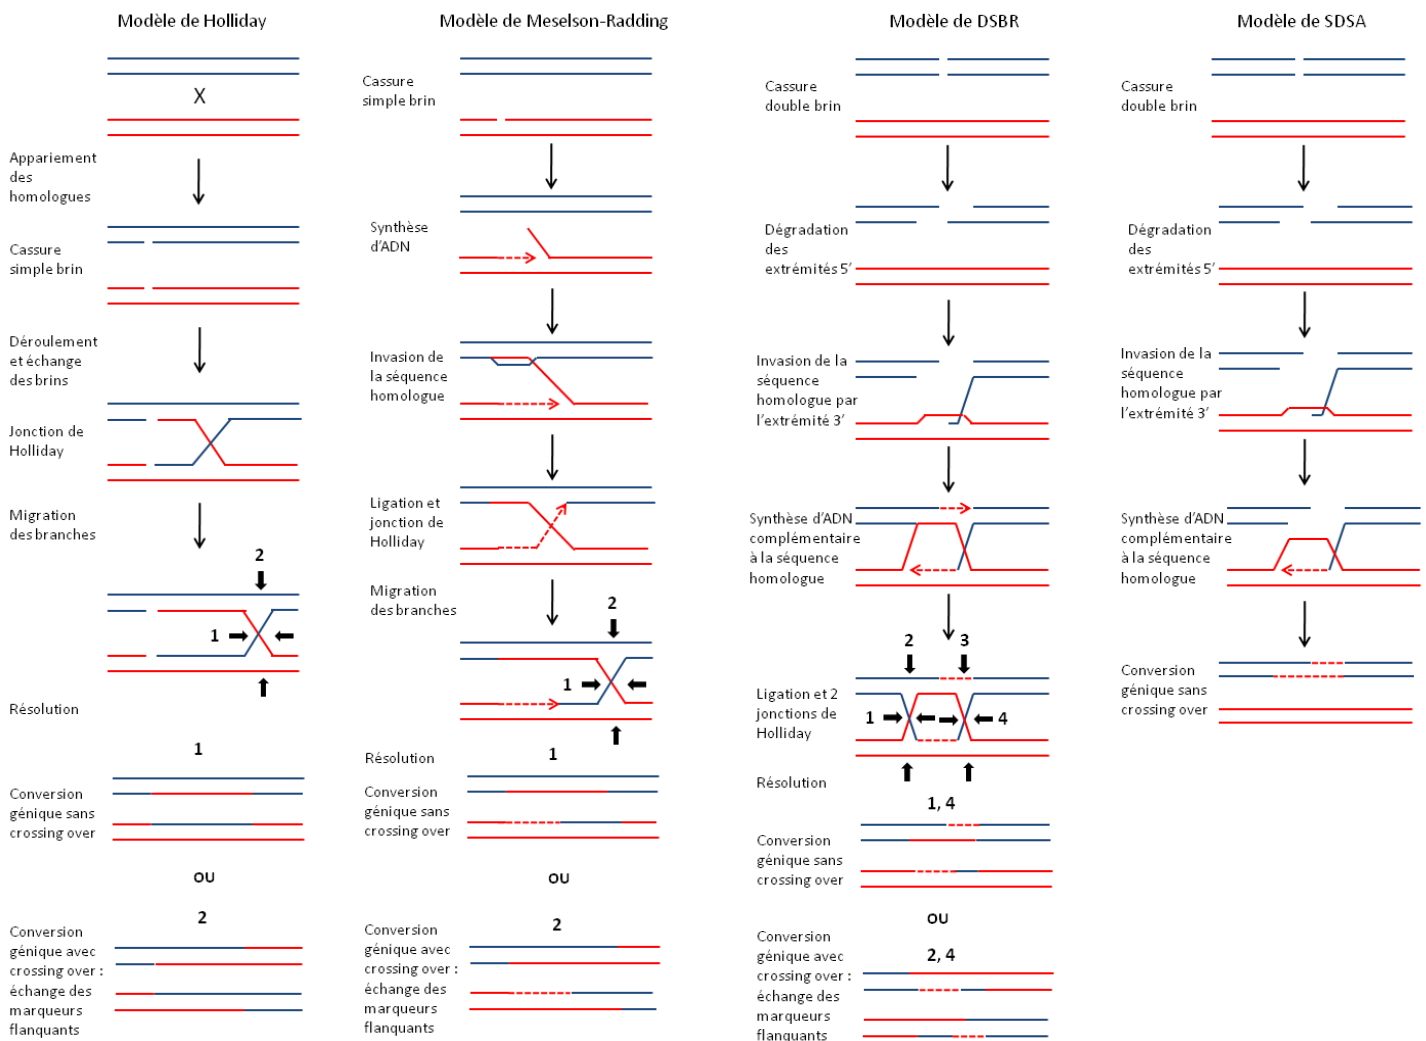 Modèle de Holliday
X
Appariement
des
homologues
Cassure
simple brin
Déroulement
et échange
des brins
Jonction de
Holliday
Migration
des branches
2
1
Résolution
1
Conversion
génique sans
crossing over
OU
2
Conversion
génique avec
crossing over :
échange des
marqueurs
flanquants
Modèle de Meselson-Radding
Cassure
simple brin
Synthèse
d'ADN
Invasion de
la séquence
homologue
Ligation et
jonction de
Holliday
Migration
des branches
2
1
Résolution
1
Conversion
génique sans
crossing over
OU
2
Conversion
génique avec
crossing over :
échange des
marqueurs
flanquants
Modèle de DSBR
Cassure
double brin
Dégradation
des
extrémités 5'
Invasion de la
séquence
homologue par
l'extrémité 3'
Synthèse d'ADN
complémentaire
à la séquence
homologue
2 3
Ligation et 2
jonctions de
Holliday
1 4
Résolution
1, 4
Conversion
génique sans
crossing over
OU
2, 4
Conversion
génique avec
crossing over :
échange des
marqueurs
flanquants
Modèle de SDSA
Cassure
double brin
Dégradation
des
extrémités 5'
Invasion de la
séquence
homologue par
l'extrémité 3'
Synthèse d'ADN
complémentaire
à la séquence
homologue
Conversion
génique sans
crossing over